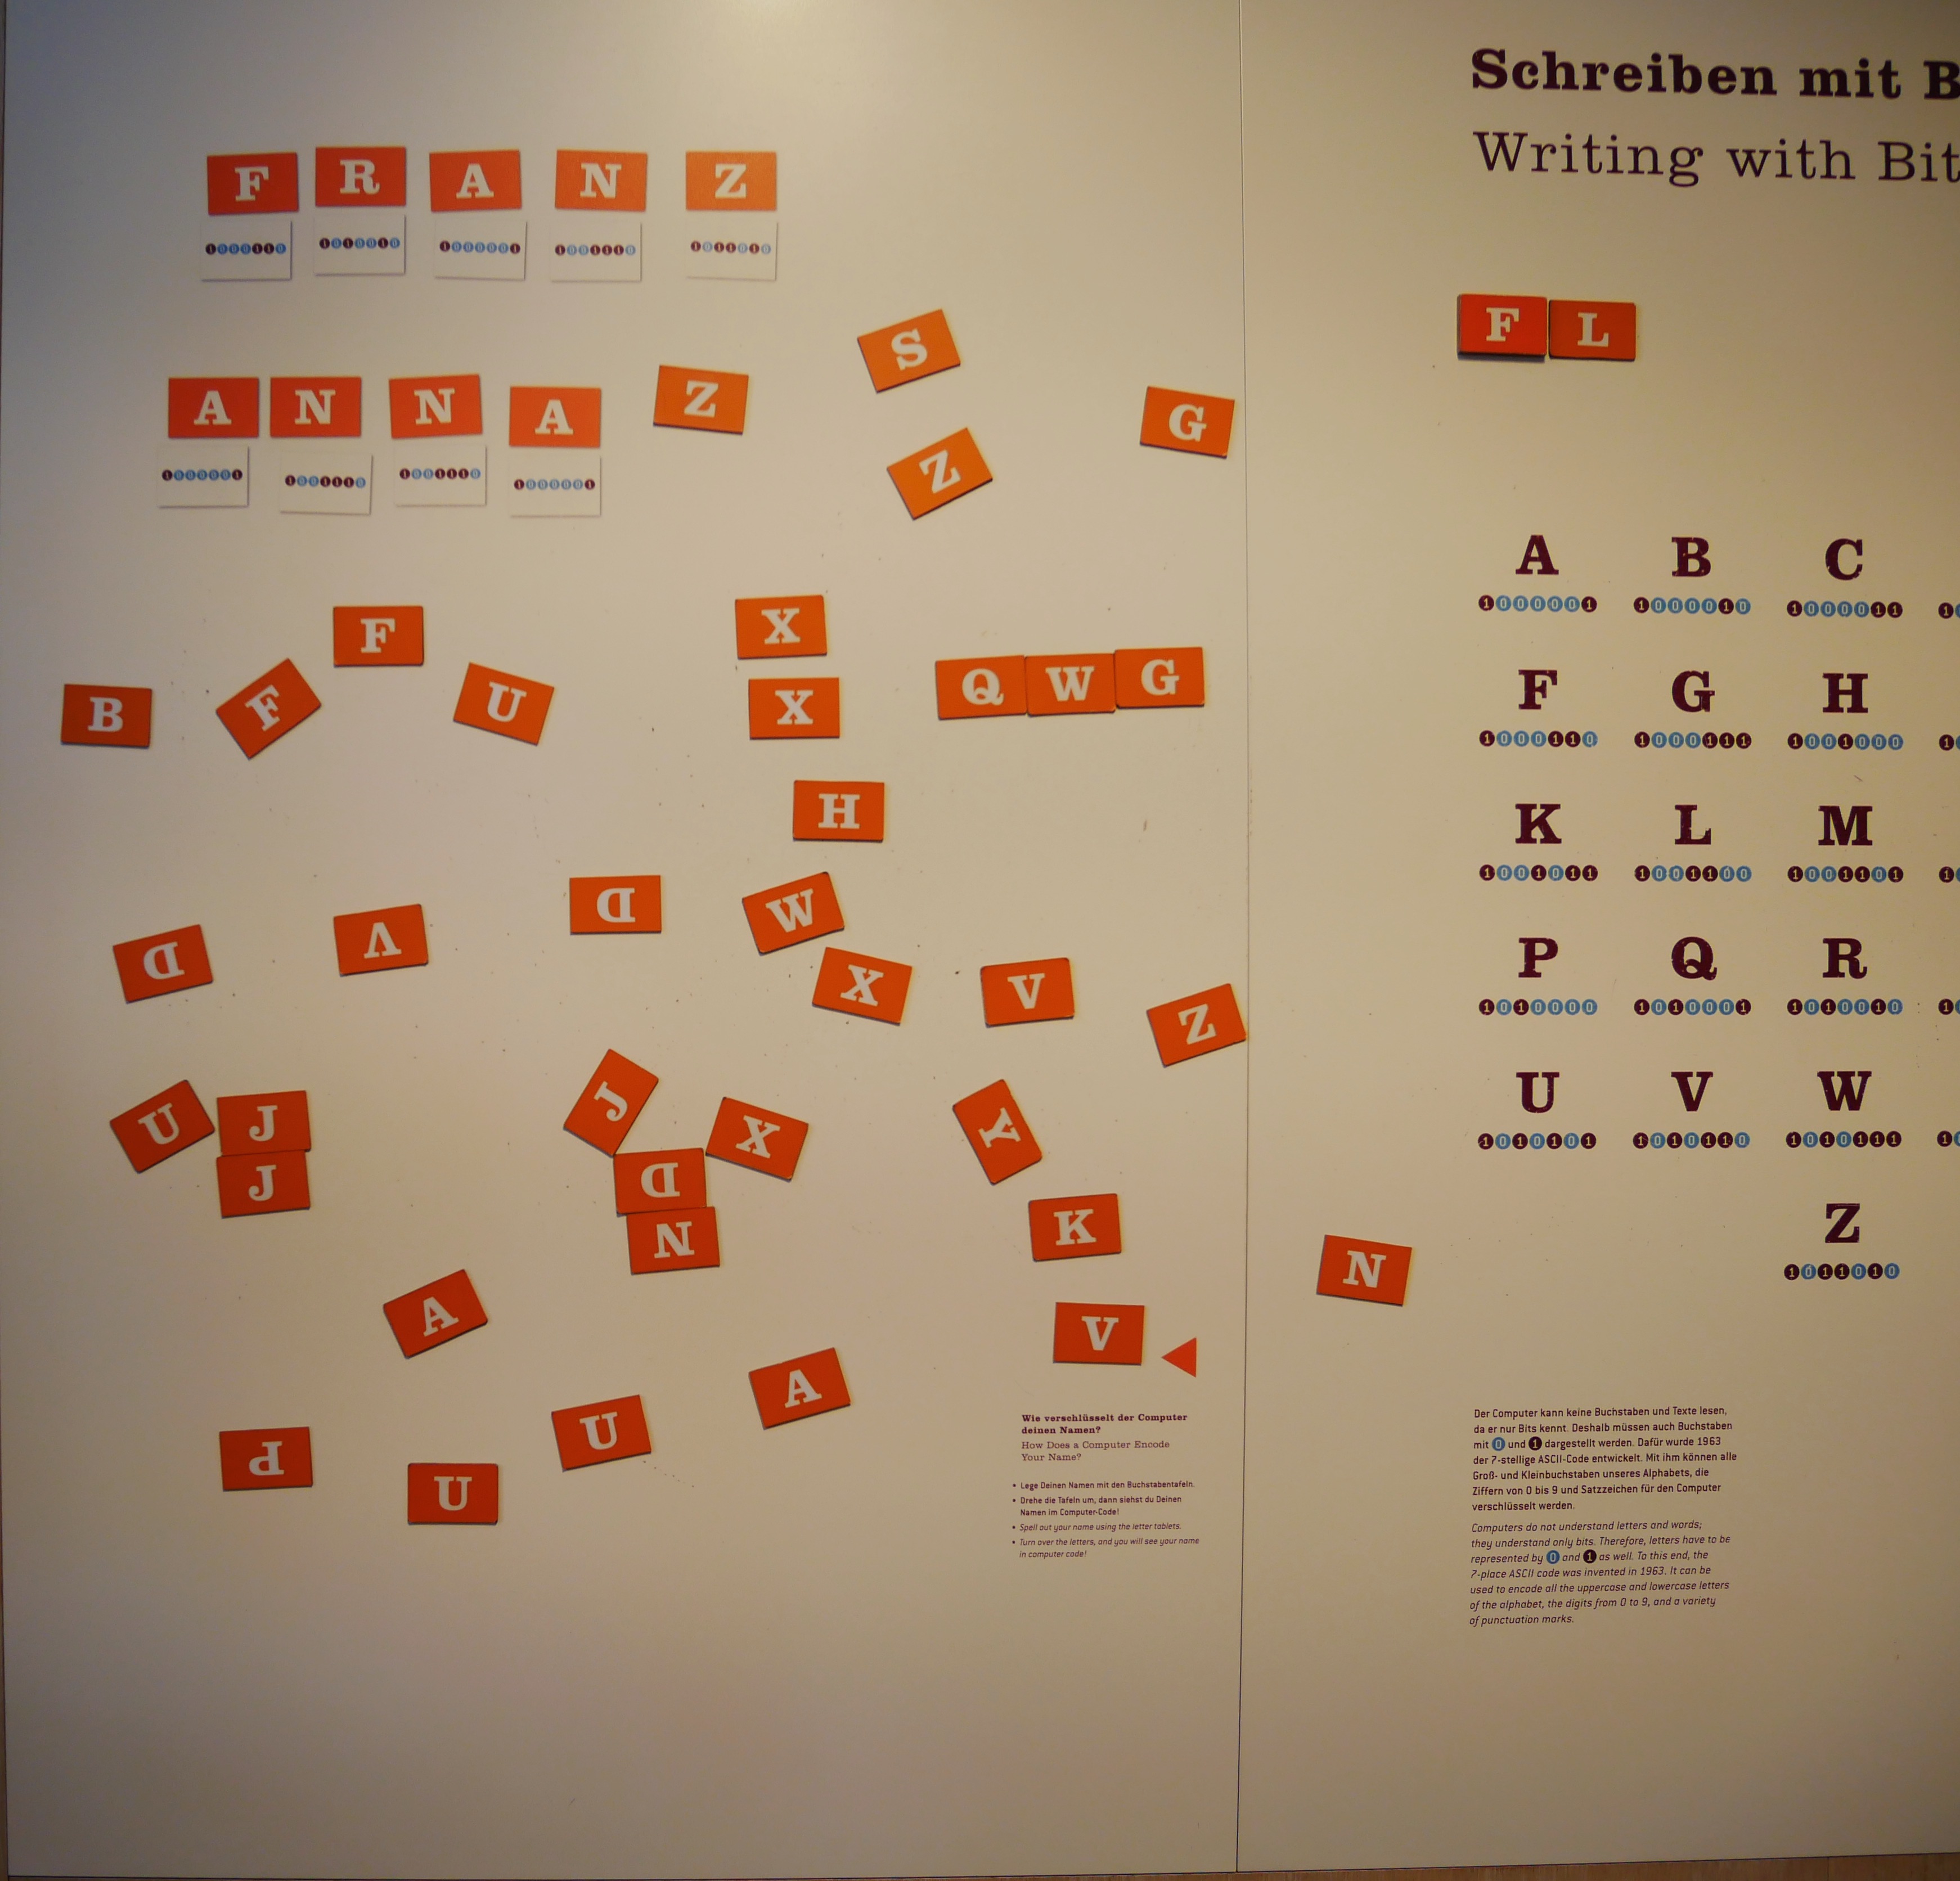 Schreiben mit B
Writing with Bit
F R A N Z
1000110 1010010 1000001 1001110 1011010
F L
S
A N N A Z
G
Z
1000001 1001110 1001110 1000001
A B C
1000001 1000010 1000011
F
X
B F U
X
Q W G
F G H
1000110 1000111 1001000
H
K L M
1001011 1001100 1001101
D V D W
X V Z
P Q R
1010000 1010001 1010010
U J
J
J X Y
D
N
K
U V W
1010101 1010110 1010111
N
Z
1011010
A
V
A
P U U
Wie verschlüsselt der Computer
deinen Namen?
How Does a Computer Encode
Your Name?
• Lege Deinen Namen mit den Buchstabentafeln.
• Drehe die Tafeln um, dann siehst du Deinen
Namen im Computer-Code!
• Spell out your name using the letter tablets.
• Turn over the letters, and you will see your name
in computer code!
Der Computer kann keine Buchstaben und Texte lesen,
da er nur Bits kennt. Deshalb müssen auch Buchstaben
mit 0 und 1 dargestellt werden. Dafür wurde 1963
der 7-stellige ASCII-Code entwickelt. Mit ihm können alle
Groß- und Kleinbuchstaben unseres Alphabets, die
Ziffern von 0 bis 9 und Satzzeichen für den Computer
verschlüsselt werden.
Computers do not understand letters and words;
they understand only bits. Therefore, letters have to be
represented by 0 and 1 as well. To this end, the
7-place ASCII code was invented in 1963. It can be
used to encode all the uppercase and lowercase letters
of the alphabet, the digits from 0 to 9, and a variety
of punctuation marks.